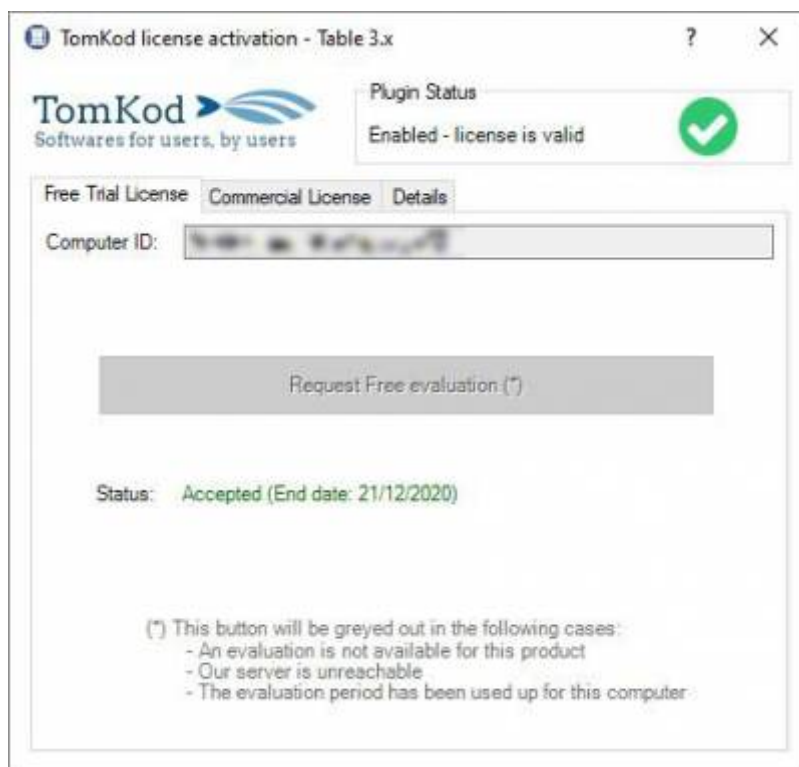 TomKod license activation - Table 3.x
?
TomKod
Softwares for users, by users
Plugin Status
Enabled - license is valid
Free Trial License
Commercial License
Details
Computer ID:
Request Free evaluation (*)
Status: Accepted (End date: 21/12/2020)
(*) This button will be greyed out in the following cases:
- An evaluation is not available for this product
- Our server is unreachable
- The evaluation period has been used up for this computer